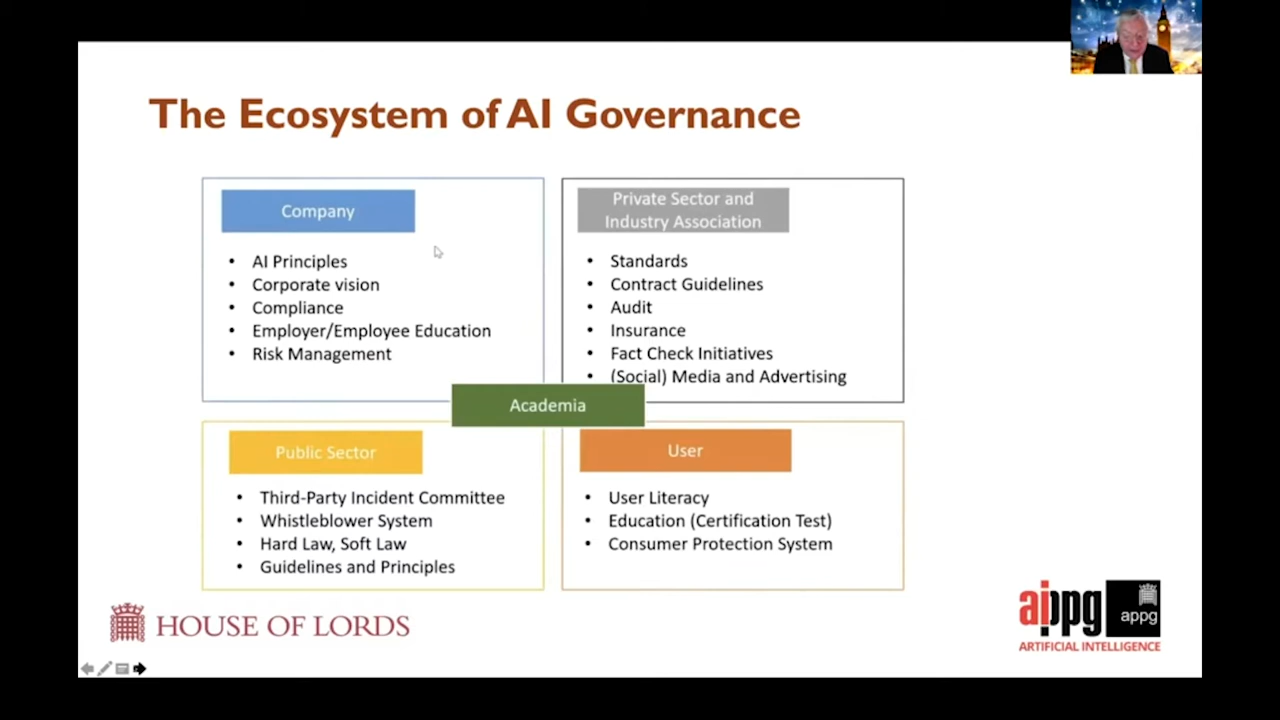 The Ecosystem of AI Governance
Company
• AI Principles
• Corporate vision
• Compliance
• Employer/Employee Education
• Risk Management
Private Sector and
Industry Association
• Standards
• Contract Guidelines
• Audit
• Insurance
• Fact Check Initiatives
• (Social) Media and Advertising
Academia
Public Sector
• Third-Party Incident Committee
• Whistleblower System
• Hard Law, Soft Law
• Guidelines and Principles
User
• User Literacy
• Education (Certification Test)
• Consumer Protection System
HOUSE OF LORDS
aippg
appg
ARTIFICIAL INTELLIGENCE